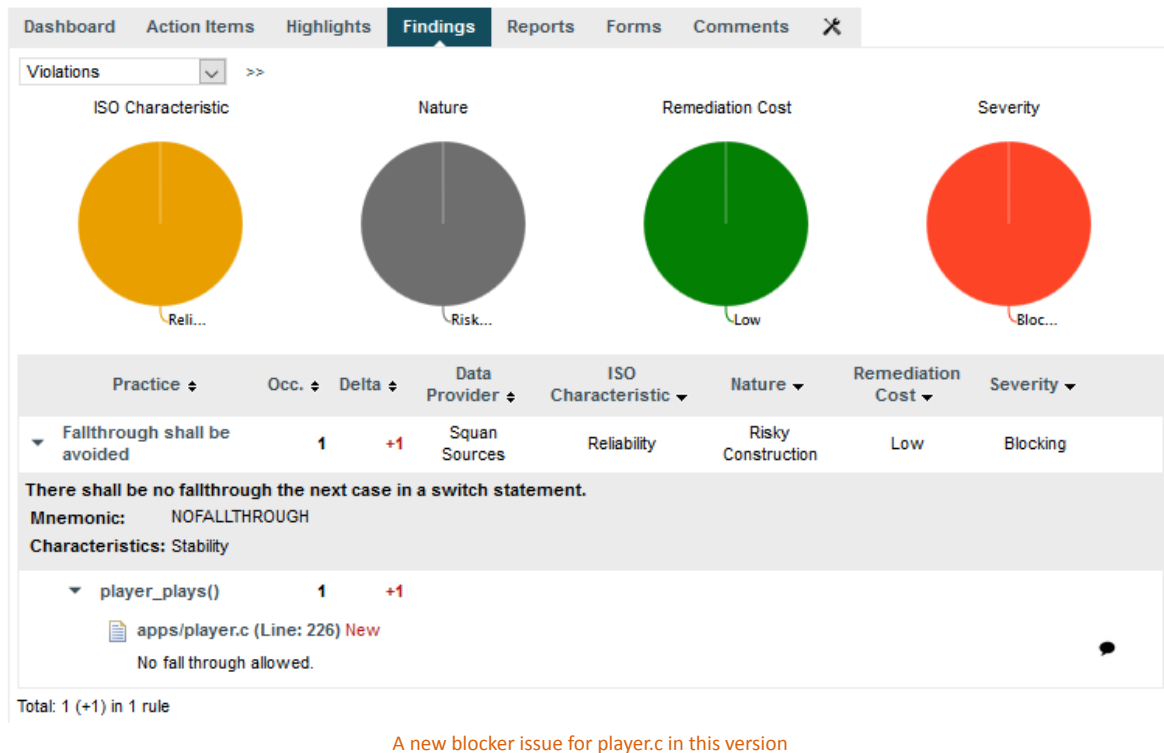 Dashboard Action Items Highlights Findings Reports Forms Comments
Violations >>
ISO Characteristic Nature Remediation Cost Severity
Reli... Risk... Low Bloc...
Practice Occ. Delta Data Provider ISO Characteristic Nature Remediation Cost Severity
Fallthrough shall be avoided 1 +1 Squan Sources Reliability Risky Construction Low Blocking
There shall be no fallthrough the next case in a switch statement.
Mnemonic: NOFALLTHROUGH
Characteristics: Stability
player_plays() 1 +1
apps/player.c (Line: 226) New
No fall through allowed.
Total: 1 (+1) in 1 rule
A new blocker issue for player.c in this version